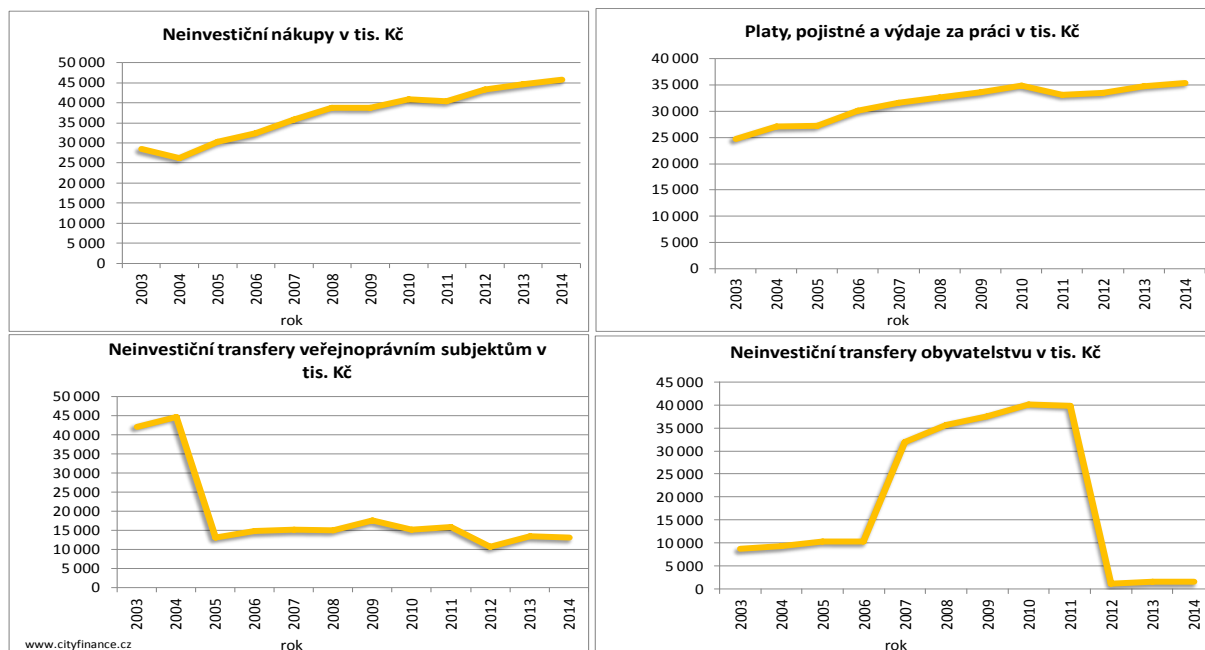 Neinvestiční nákupy v tis. Kč
50 000
45 000
40 000
35 000
30 000
25 000
20 000
15 000
10 000
5 000
0
2003 2004 2005 2006 2007 2008 2009 2010 2011 2012 2013 2014
rok
Platy, pojistné a výdaje za práci v tis. Kč
40 000
35 000
30 000
25 000
20 000
15 000
10 000
5 000
0
2003 2004 2005 2006 2007 2008 2009 2010 2011 2012 2013 2014
rok
Neinvestiční transfery veřejnoprávním subjektům v
tis. Kč
50 000
45 000
40 000
35 000
30 000
25 000
20 000
15 000
10 000
5 000
0
2003 2004 2005 2006 2007 2008 2009 2010 2011 2012 2013 2014
www.cityfinance.cz
rok
Neinvestiční transfery obyvatelstvu v tis. Kč
45 000
40 000
35 000
30 000
25 000
20 000
15 000
10 000
5 000
0
2003 2004 2005 2006 2007 2008 2009 2010 2011 2012 2013 2014
rok